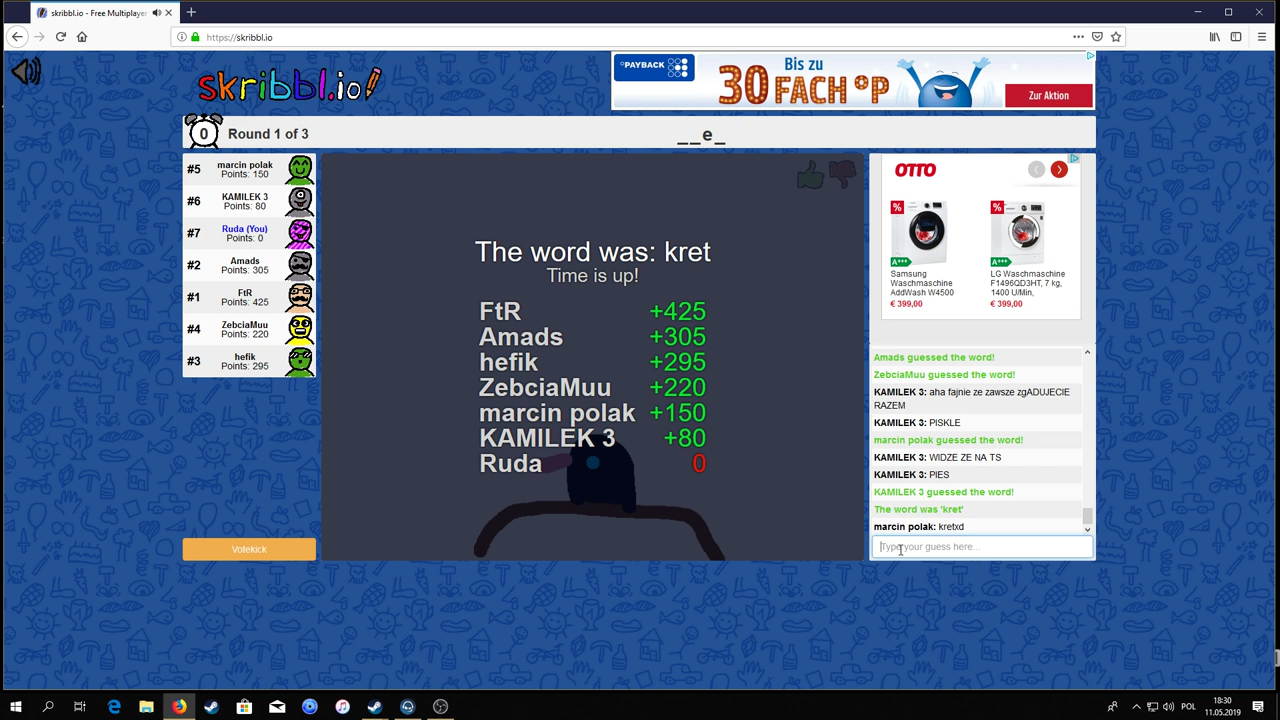 skribbl.io - Free Multiplayer
https://skribbl.io
skribbl.io
°PAYBACK
Bis zu
30 FACH °P
Zur Aktion
0
Round 1 of 3
__e_
#5
marcin polak
Points: 150
#6
KAMILEK 3
Points: 80
#7
Ruda (You)
Points: 0
#2
Amads
Points: 305
#1
FtR
Points: 425
#4
ZebciaMuu
Points: 220
#3
hefik
Points: 295
Votekick
The word was: kret
Time is up!
FtR +425
Amads +305
hefik +295
ZebciaMuu +220
marcin polak +150
KAMILEK 3 +80
Ruda 0
OTTO
%
A+++
Samsung
Waschmaschine
AddWash W4500
€ 399,00
%
A+++
LG Waschmaschine
F1496QD3HT, 7 kg,
1400 U/Min,
€ 399,00
Amads guessed the word!
ZebciaMuu guessed the word!
KAMILEK 3: aha fajnie ze zawsze zgADUJECIE
RAZEM
KAMILEK 3: PISKLE
marcin polak guessed the word!
KAMILEK 3: WIDZE ZE NA TS
KAMILEK 3: PIES
KAMILEK 3 guessed the word!
The word was 'kret'
marcin polak: kretxd
Type your guess here...
POL
18:30
11.05.2019